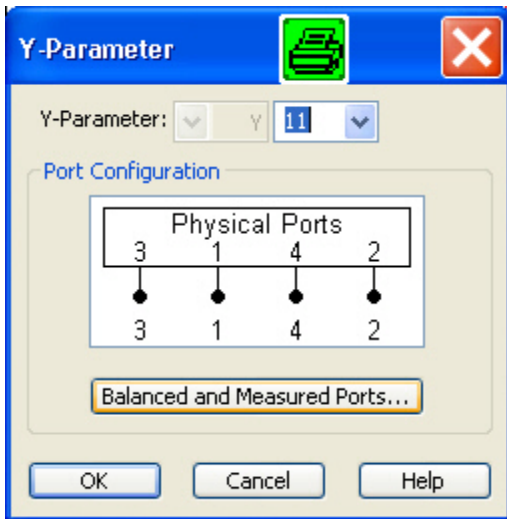 Y-Parameter
Y-Parameter: Y 11
Port Configuration
Physical Ports
3 1 4 2
3 1 4 2
Balanced and Measured Ports...
OK Cancel Help